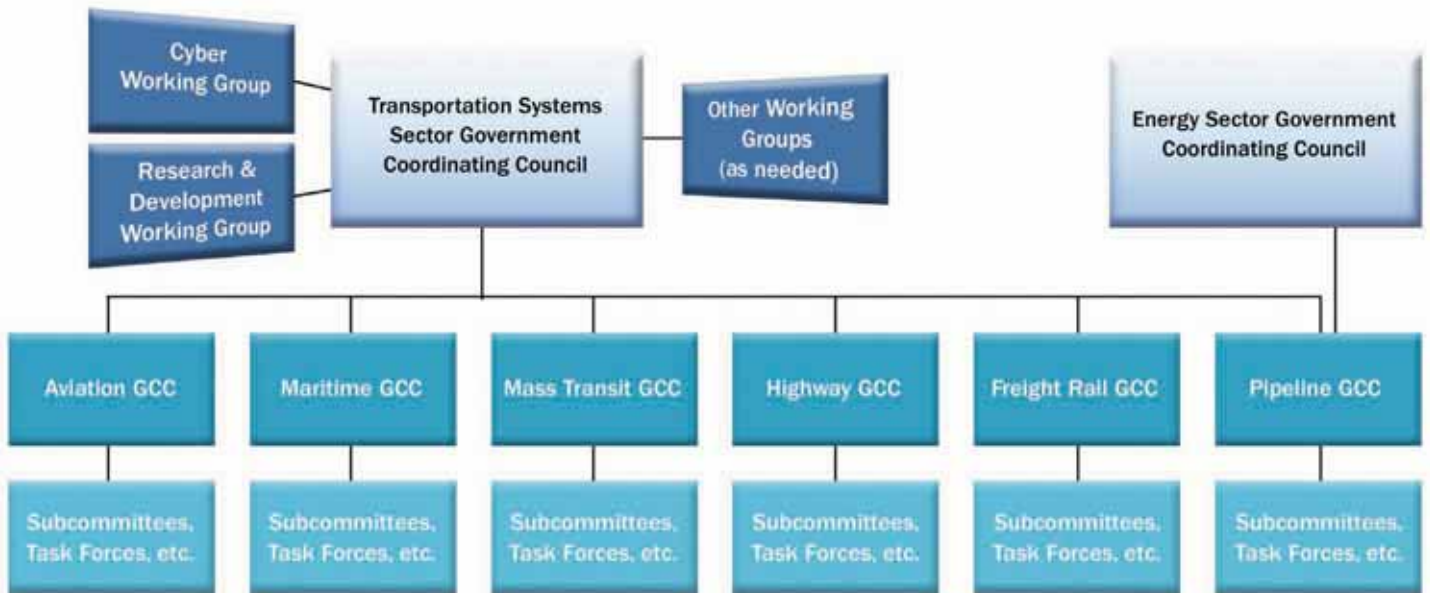 Cyber
Working Group
Research &
Development
Working Group
Transportation Systems
Sector Government
Coordinating Council
Other Working
Groups
(as needed)
Energy Sector Government
Coordinating Council
Aviation GCC
Maritime GCC
Mass Transit GCC
Highway GCC
Freight Rail GCC
Pipeline GCC
Subcommittees,
Task Forces, etc.
Subcommittees,
Task Forces, etc.
Subcommittees,
Task Forces, etc.
Subcommittees,
Task Forces, etc.
Subcommittees,
Task Forces, etc.
Subcommittees,
Task Forces, etc.